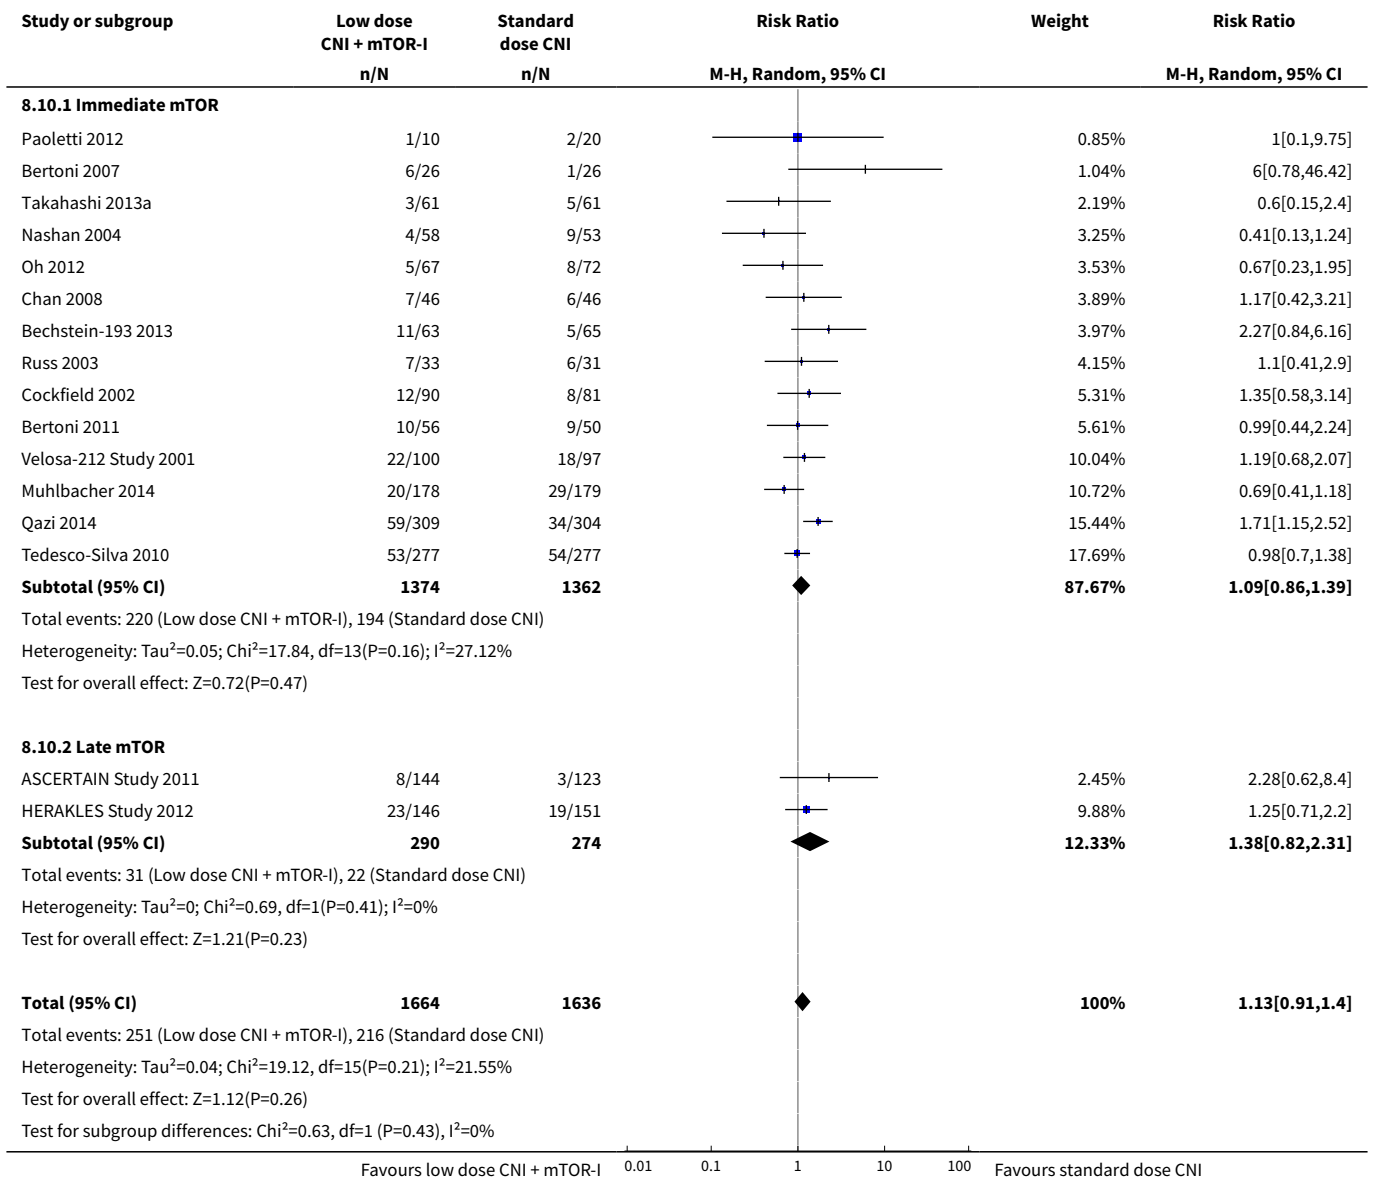 Study or subgroup Low dose Standard Risk Ratio Weight Risk Ratio
CNI + mTOR-I dose CNI
n/N n/N M-H, Random, 95% CI M-H, Random, 95% CI
8.10.1 Immediate mTOR
Paoletti 2012 1/10 2/20 0.85% 1[0.1,9.75]
Bertoni 2007 6/26 1/26 1.04% 6[0.78,46.42]
Takahashi 2013a 3/61 5/61 2.19% 0.6[0.15,2.4]
Nashan 2004 4/58 9/53 3.25% 0.41[0.13,1.24]
Oh 2012 5/67 8/72 3.53% 0.67[0.23,1.95]
Chan 2008 7/46 6/46 3.89% 1.17[0.42,3.21]
Bechstein-193 2013 11/63 5/65 3.97% 2.27[0.84,6.16]
Russ 2003 7/33 6/31 4.15% 1.1[0.41,2.9]
Cockfield 2002 12/90 8/81 5.31% 1.35[0.58,3.14]
Bertoni 2011 10/56 9/50 5.61% 0.99[0.44,2.24]
Velosa-212 Study 2001 22/100 18/97 10.04% 1.19[0.68,2.07]
Muhlbacher 2014 20/178 29/179 10.72% 0.69[0.41,1.18]
Qazi 2014 59/309 34/304 15.44% 1.71[1.15,2.52]
Tedesco-Silva 2010 53/277 54/277 17.69% 0.98[0.7,1.38]
Subtotal (95% CI) 1374 1362 87.67% 1.09[0.86,1.39]
Total events: 220 (Low dose CNI + mTOR-I), 194 (Standard dose CNI)
Heterogeneity: Tau²=0.05; Chi²=17.84, df=13(P=0.16); I²=27.12%
Test for overall effect: Z=0.72(P=0.47)
8.10.2 Late mTOR
ASCERTAIN Study 2011 8/144 3/123 2.45% 2.28[0.62,8.4]
HERAKLES Study 2012 23/146 19/151 9.88% 1.25[0.71,2.2]
Subtotal (95% CI) 290 274 12.33% 1.38[0.82,2.31]
Total events: 31 (Low dose CNI + mTOR-I), 22 (Standard dose CNI)
Heterogeneity: Tau²=0; Chi²=0.69, df=1(P=0.41); I²=0%
Test for overall effect: Z=1.21(P=0.23)
Total (95% CI) 1664 1636 100% 1.13[0.91,1.4]
Total events: 251 (Low dose CNI + mTOR-I), 216 (Standard dose CNI)
Heterogeneity: Tau²=0.04; Chi²=19.12, df=15(P=0.21); I²=21.55%
Test for overall effect: Z=1.12(P=0.26)
Test for subgroup differences: Chi²=0.63, df=1 (P=0.43), I²=0%
Favours low dose CNI + mTOR-I 0.01 0.1 1 10 100 Favours standard dose CNI